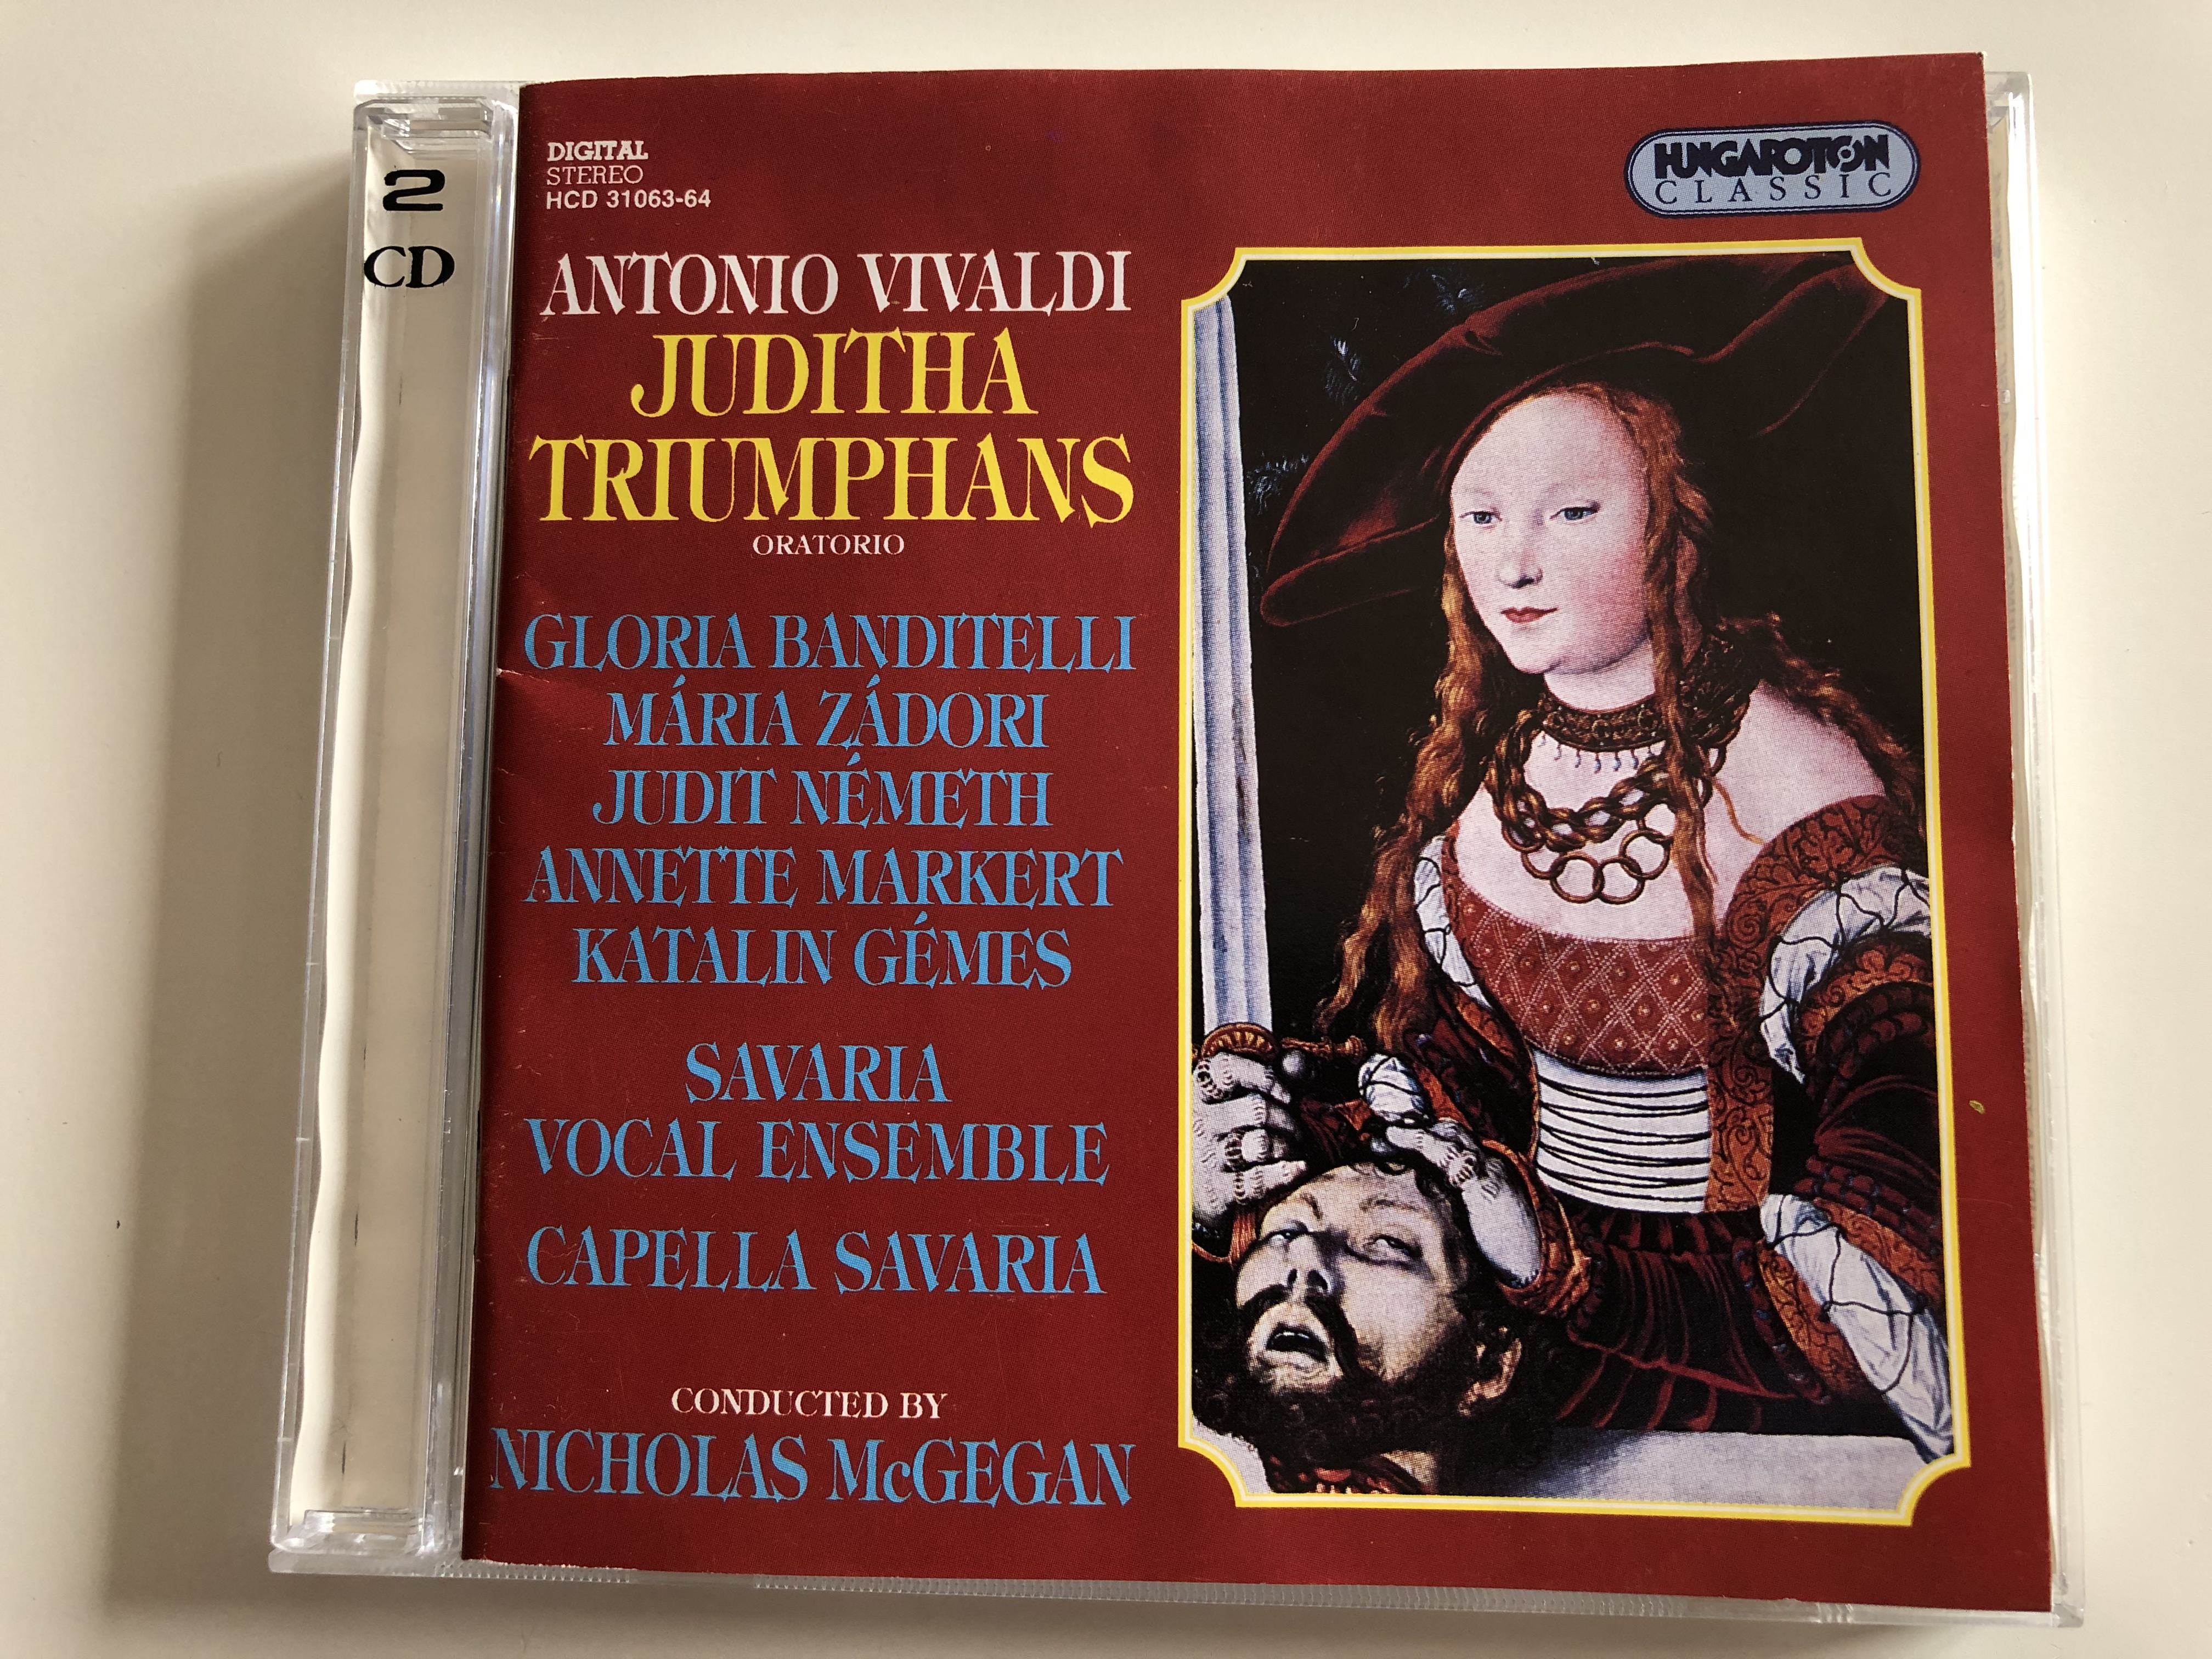 2
CD
DIGITAL
STEREO
HCD 31063-64
HUNGAROTON
CLASSIC
ANTONIO VIVALDI
JUDITHA
TRIUMPHANS
ORATORIO
GLORIA BANDITELLI
MÁRIA ZÁDORI
JUDIT NÉMETH
ANNETTE MARKERT
KATALIN GÉMES
SAVARIA
VOCAL ENSEMBLE
CAPELLA SAVARIA
CONDUCTED BY
NICHOLAS McGEGAN